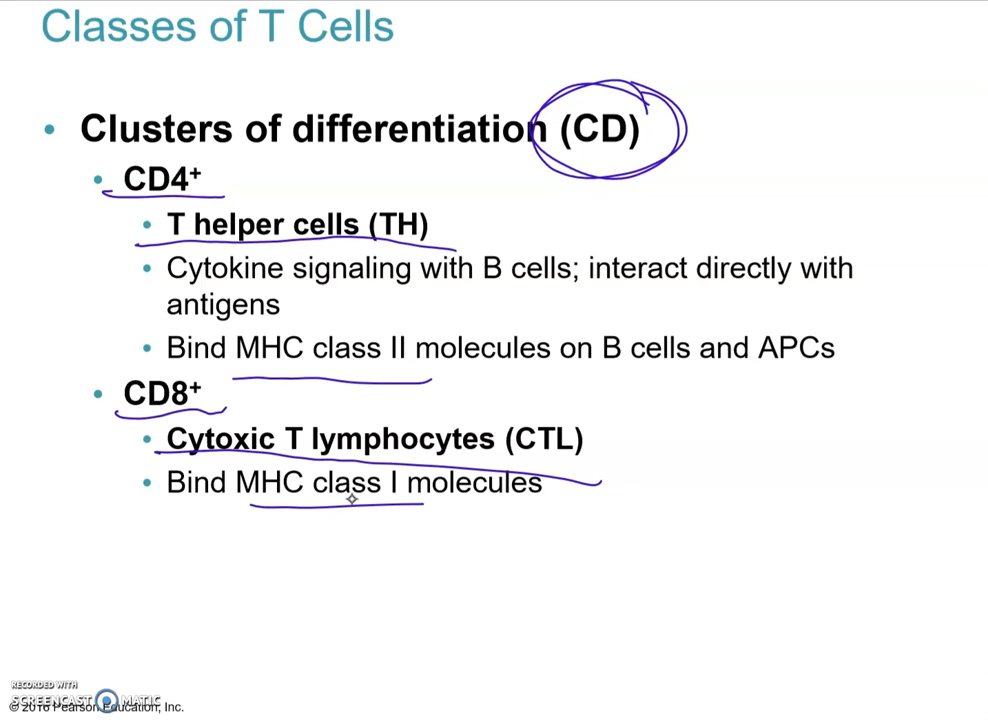 Classes of T Cells
• Clusters of differentiation (CD)
• CD4+
• T helper cells (TH)
• Cytokine signaling with B cells; interact directly with
antigens
• Bind MHC class II molecules on B cells and APCs
• CD8+
• Cytoxic T lymphocytes (CTL)
• Bind MHC class I molecules
RECORDED WITH
SCREENCAST MATIC
© 2016 Pearson Education, Inc.